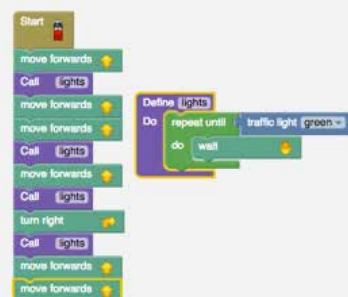 Start
move forwards
Call lights
move forwards
move forwards
Call lights
move forwards
Call lights
turn right
Call lights
move forwards
move forwards
Define lights
Do repeat until traffic light green
do wait